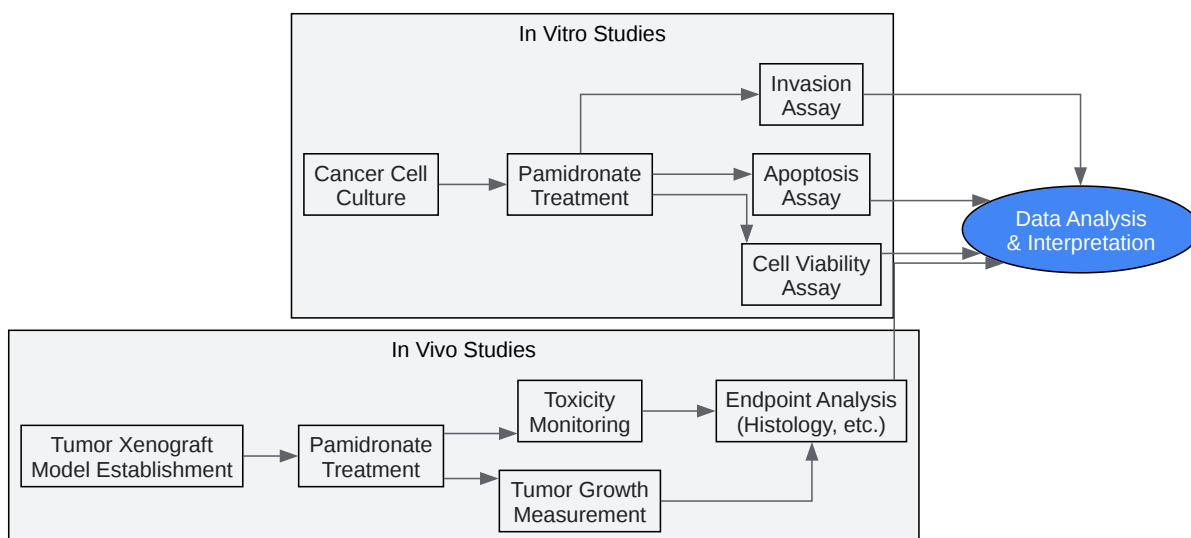 In Vitro Studies
Invasion
Assay
Cancer Cell
Culture
Pamidronate
Treatment
Apoptosis
Assay
Data Analysis
& Interpretation
Cell Viability
Assay
In Vivo Studies
Toxicity
Monitoring
Endpoint Analysis
(Histology, etc.)
Tumor Xenograft
Model Establishment
Pamidronate
Treatment
Tumor Growth
Measurement